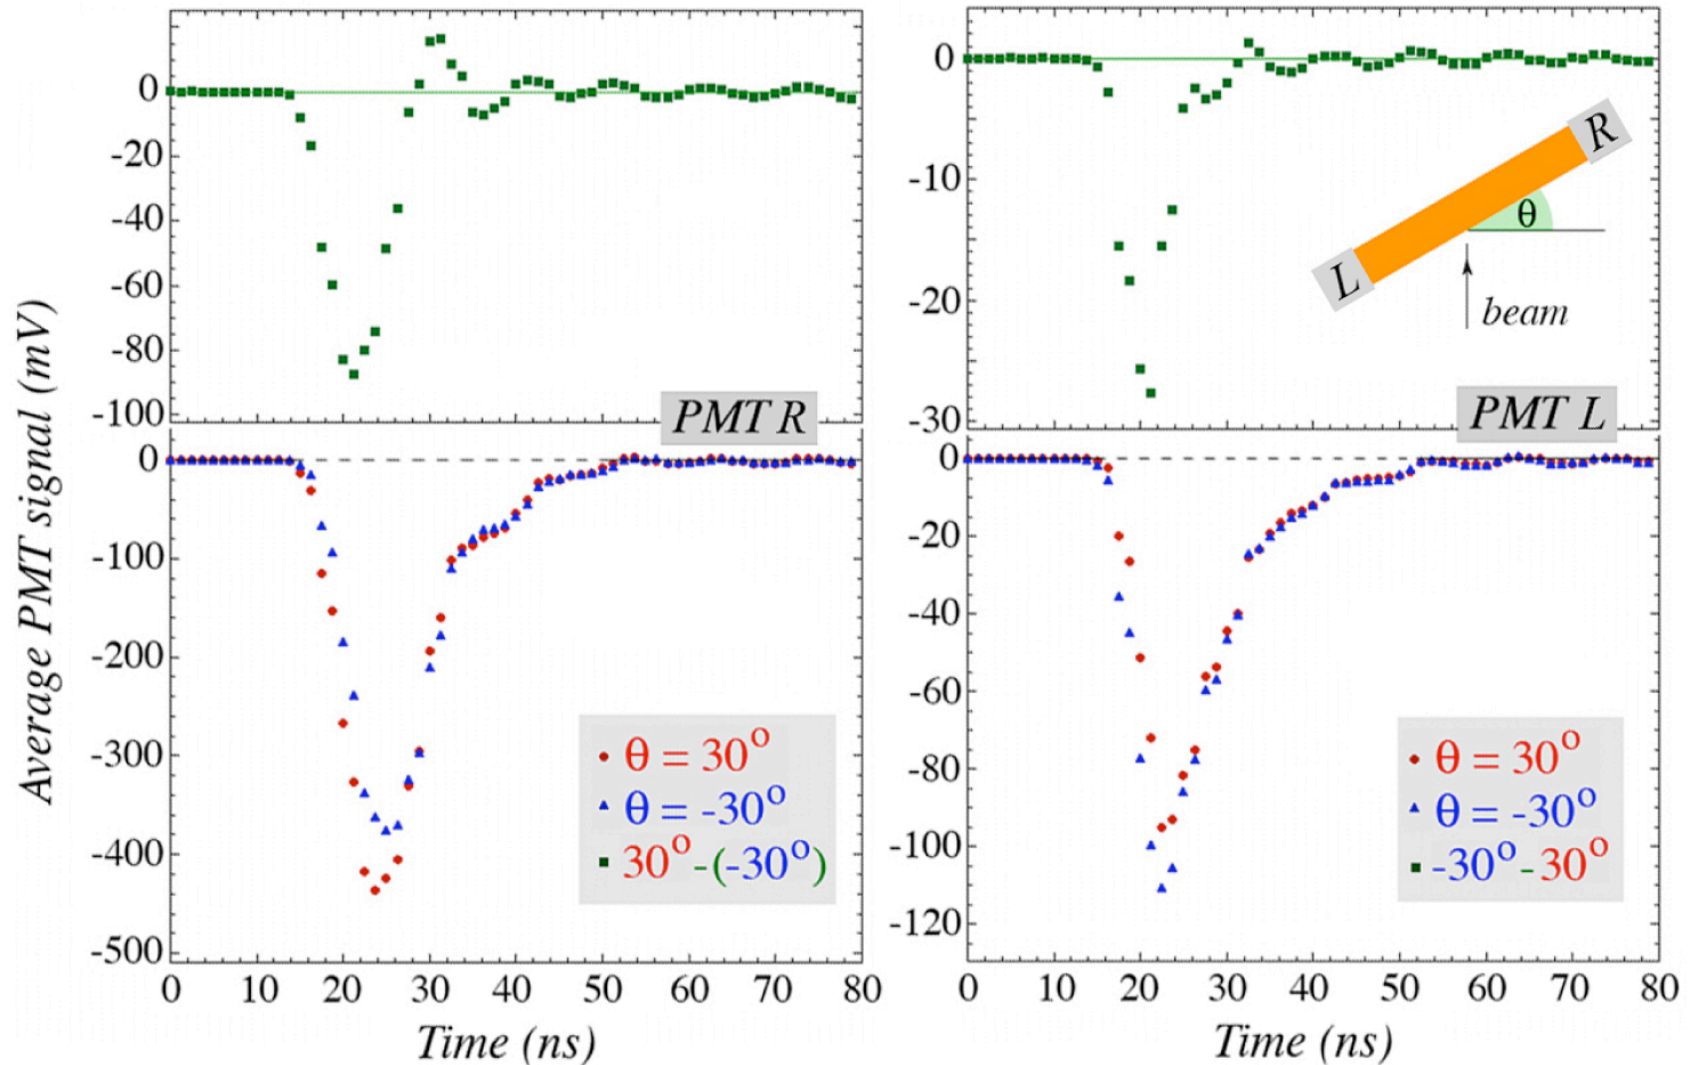 Average PMT signal (mV)
0
-20
-40
-60
-80
-100
PMT R
0
-100
-200
-300
-400
-500
θ = 30°
θ = -30°
30°-(-30°)
0 10 20 30 40 50 60 70 80
Time (ns)
0
-10
-20
-30
R
θ
L
beam
PMT L
0
-20
-40
-60
-80
-100
-120
θ = 30°
θ = -30°
-30°-30°
0 10 20 30 40 50 60 70 80
Time (ns)